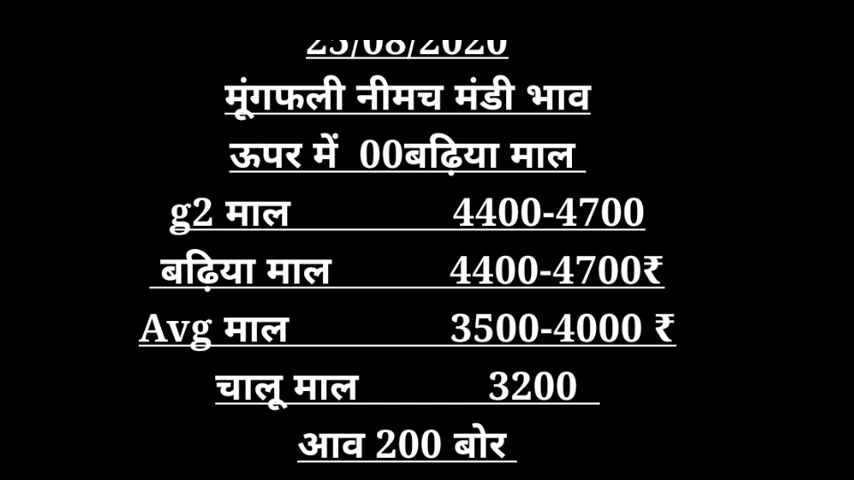 25/08/2020
मूंगफली नीमच मंडी भाव
ऊपर में 00बढ़िया माल
g2 माल 4400-4700
बढ़िया माल 4400-4700₹
Avg माल 3500-4000 ₹
चालू माल 3200
आव 200 बोर